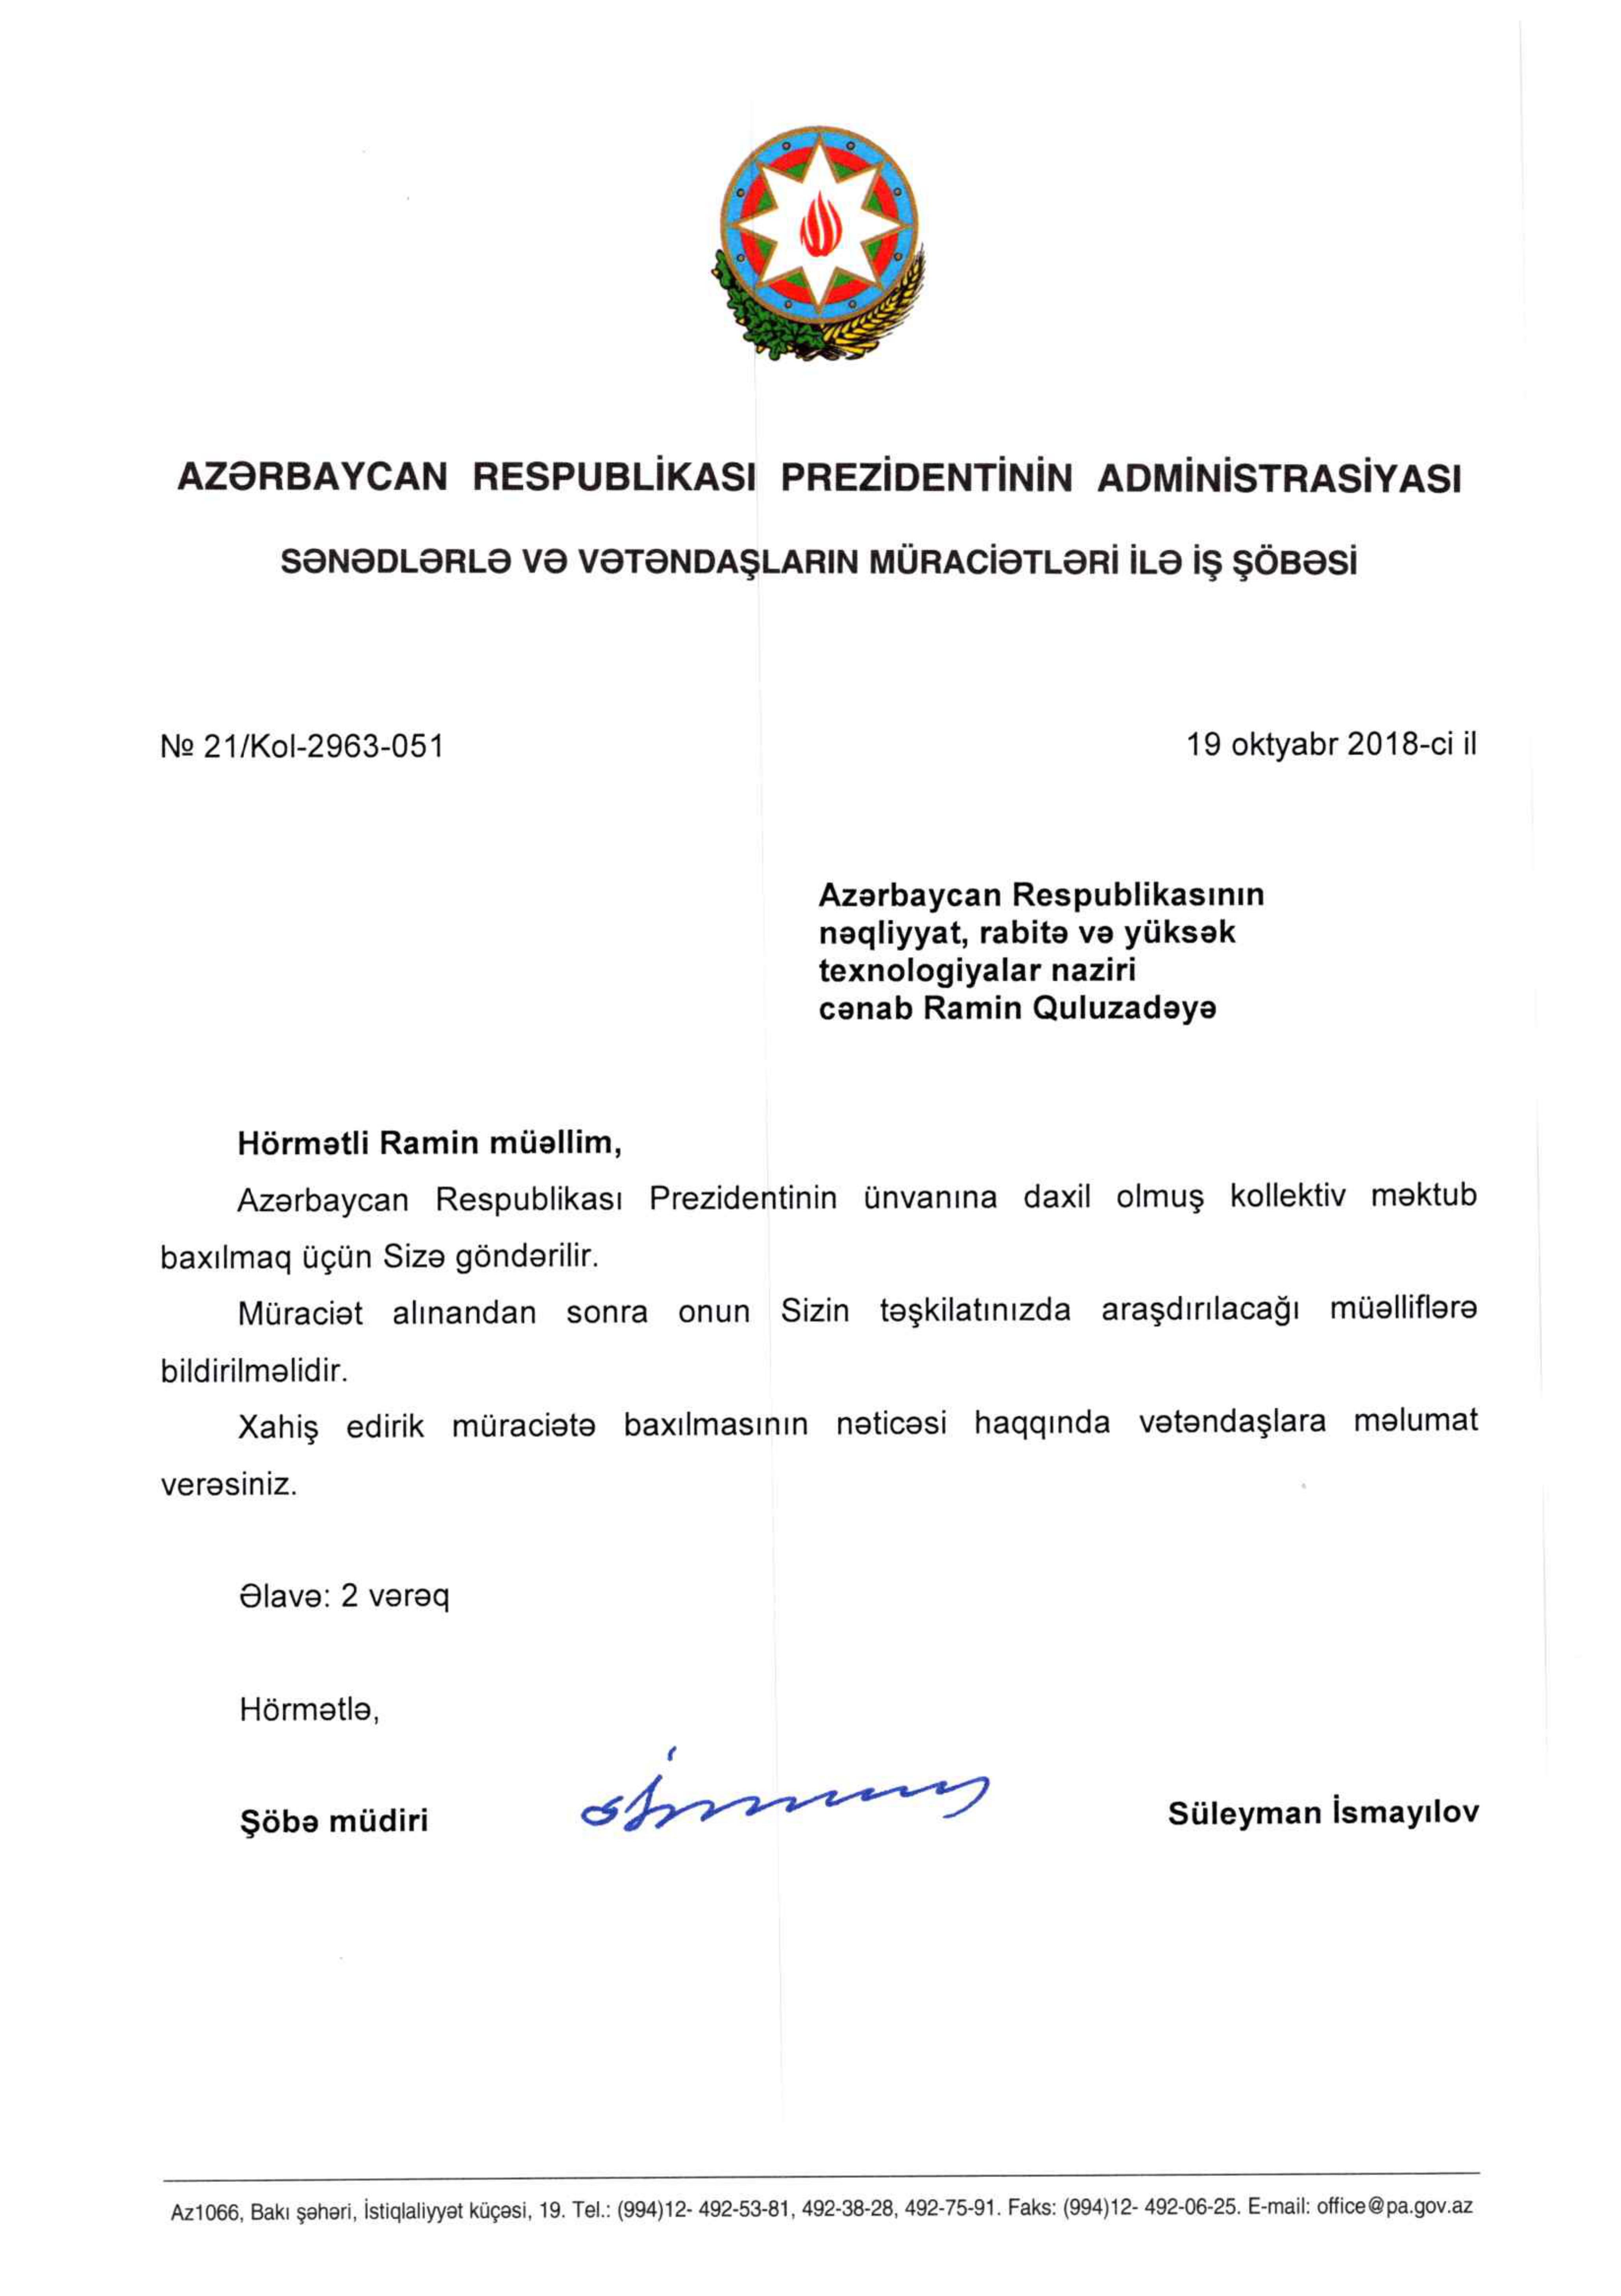 AZƏRBAYCAN RESPUBLİKASI PREZİDENTİNİN ADMİNİSTRASİYASI
SƏNƏDLƏRLƏ VƏ VƏTƏNDAŞLARIN MÜRACİƏTLƏRİ İLƏ İŞ ŞÖBƏSİ
№ 21/Kol-2963-051
19 oktyabr 2018-ci il
Azərbaycan Respublikasının
nəqliyyat, rabitə və yüksək
texnologiyalar naziri
cənab Ramin Quluzadəyə
Hörmətli Ramin müəllim,
Azərbaycan Respublikası Prezidentinin ünvanına daxil olmuş kollektiv məktub
baxılmaq üçün Sizə göndərilir.
Müraciət alınandan sonra onun Sizin təşkilatınızda araşdırılacağı müəlliflərə
bildirilməlidir.
Xahiş edirik müraciətə baxılmasının nəticəsi haqqında vətəndaşlara məlumat
verəsiniz.
Əlavə: 2 vərəq
Hörmətlə,
Şöbə müdiri
Süleyman İsmayılov
Az1066, Bakı şəhəri, İstiqlaliyyət küçəsi, 19. Tel.: (994)12- 492-53-81, 492-38-28, 492-75-91. Faks: (994)12- 492-06-25. E-mail: office@pa.gov.az